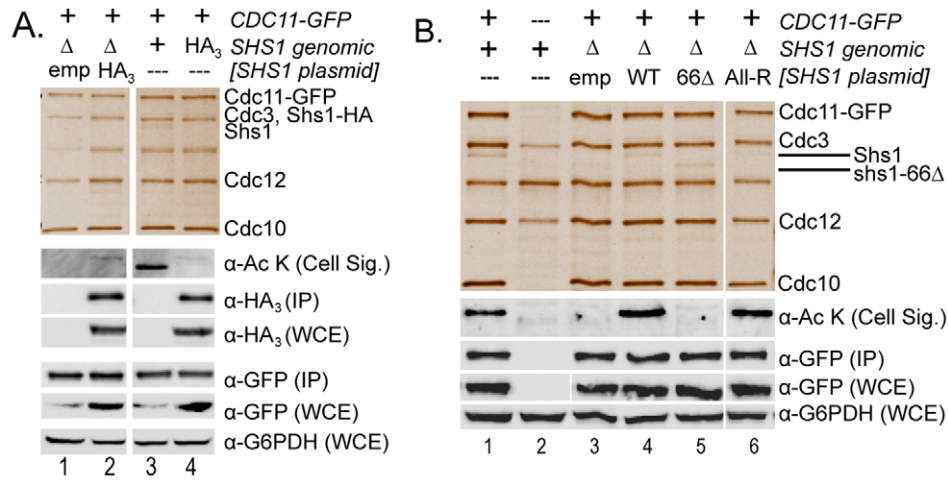 A.
+ + + + CDC11-GFP
Δ Δ + HA3 SHS1 genomic
emp HA3 --- --- [SHS1 plasmid]
Cdc11-GFP
Cdc3, Shs1-HA
Shs1
Cdc12
Cdc10
α-Ac K (Cell Sig.)
α-HA3 (IP)
α-HA3 (WCE)
α-GFP (IP)
α-GFP (WCE)
α-G6PDH (WCE)
1 2 3 4
B.
+ --- + + + + CDC11-GFP
+ + Δ Δ Δ Δ SHS1 genomic
--- --- emp WT 66Δ All-R [SHS1 plasmid]
Cdc11-GFP
Cdc3
Shs1
shs1-66Δ
Cdc12
Cdc10
α-Ac K (Cell Sig.)
α-GFP (IP)
α-GFP (WCE)
α-G6PDH (WCE)
1 2 3 4 5 6